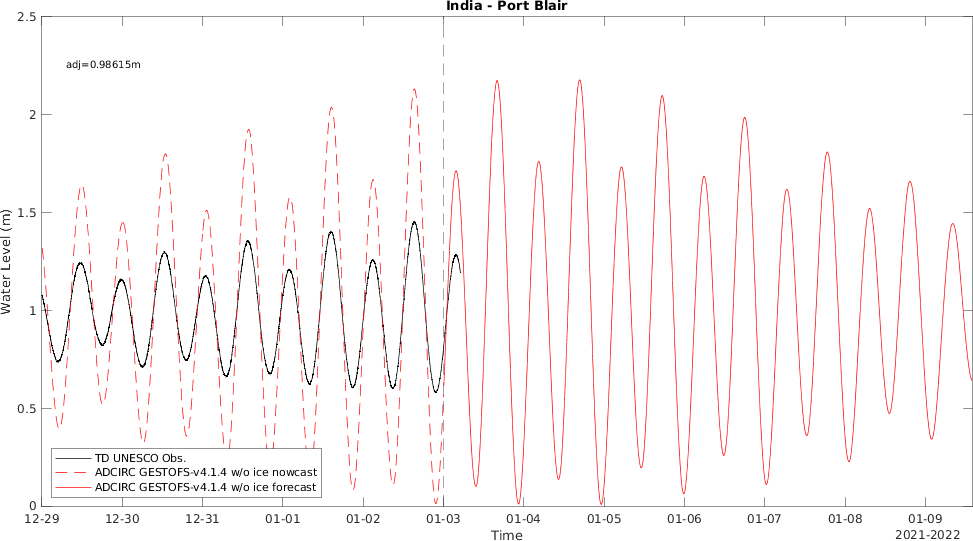 India - Port Blair
2.5
2
1.5
1
0.5
0
Water Level (m)
adj=0.98615m
TD UNESCO Obs.
ADCIRC GESTOFS-v4.1.4 w/o ice nowcast
ADCIRC GESTOFS-v4.1.4 w/o ice forecast
12-29 12-30 12-31 01-01 01-02 01-03 01-04 01-05 01-06 01-07 01-08 01-09
Time
2021-2022